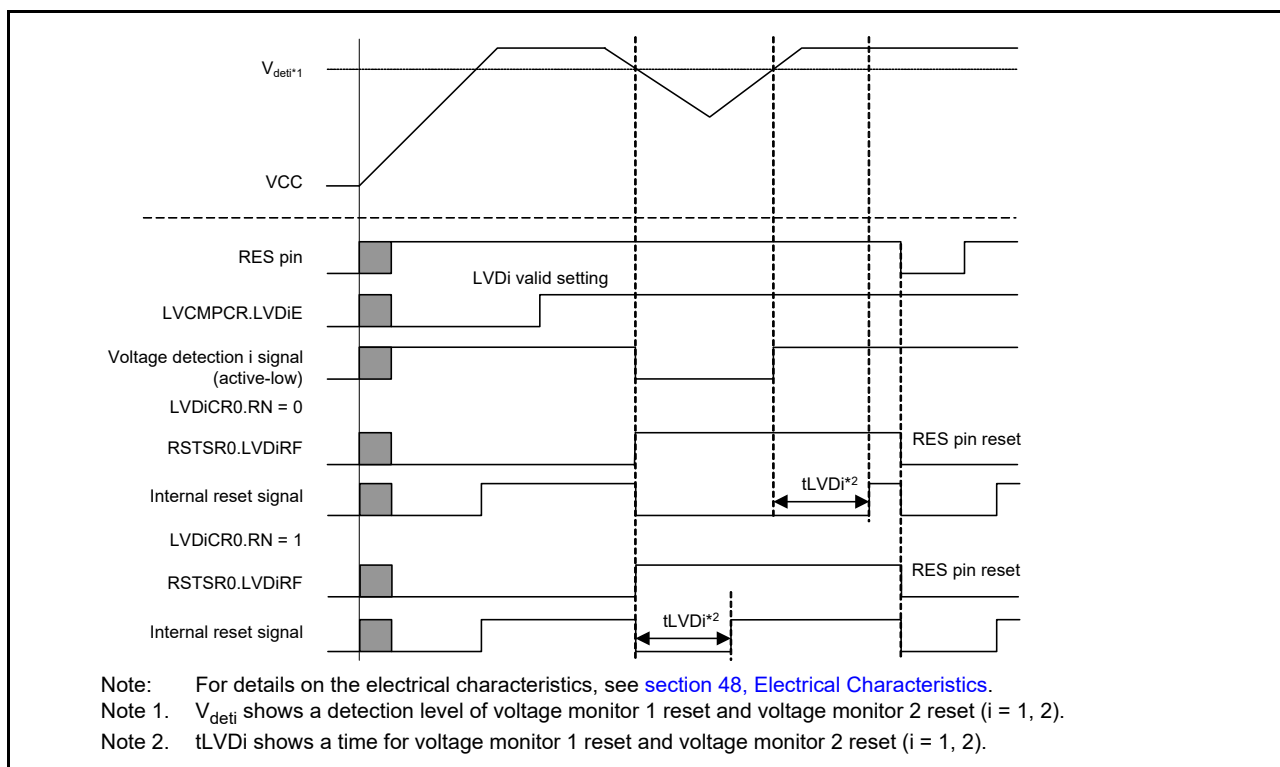 Vdeti*1
VCC
RES pin
LVDi valid setting
LVCMPCR.LVDiE
Voltage detection i signal
(active-low)
LVDiCR0.RN = 0
RSTSR0.LVDiRF
RES pin reset
tLVDi*2
Internal reset signal
LVDiCR0.RN = 1
RSTSR0.LVDiRF
RES pin reset
tLVDi*2
Internal reset signal
Note: For details on the electrical characteristics, see section 48, Electrical Characteristics.
Note 1. Vdeti shows a detection level of voltage monitor 1 reset and voltage monitor 2 reset (i = 1, 2).
Note 2. tLVDi shows a time for voltage monitor 1 reset and voltage monitor 2 reset (i = 1, 2).